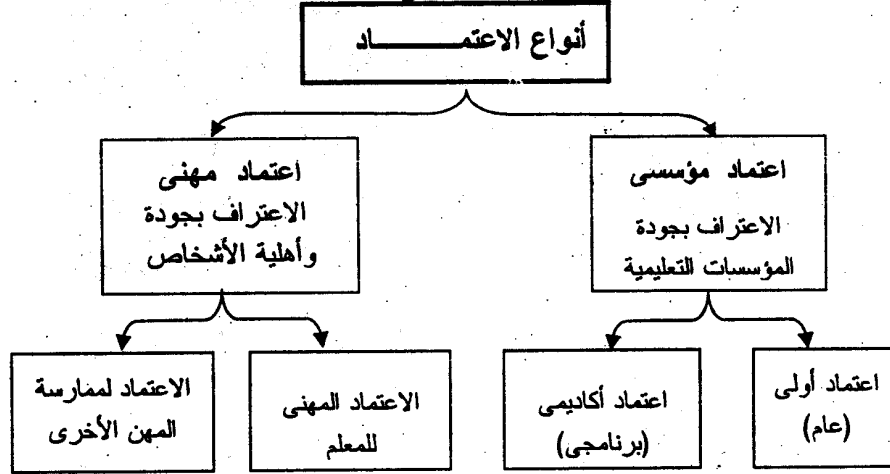 أنواع الاعتمـــــــــاد
اعتماد مؤسسى
الاعتراف بجودة
المؤسسات التعليمية
اعتماد مهنى
الاعتراف بجودة
وأهلية الأشخاص
اعتماد أولى
(عام)
اعتماد أكاديمى
(برنامجى)
الاعتماد المهنى
للمعلم
الاعتماد لممارسة
المهن الأخرى